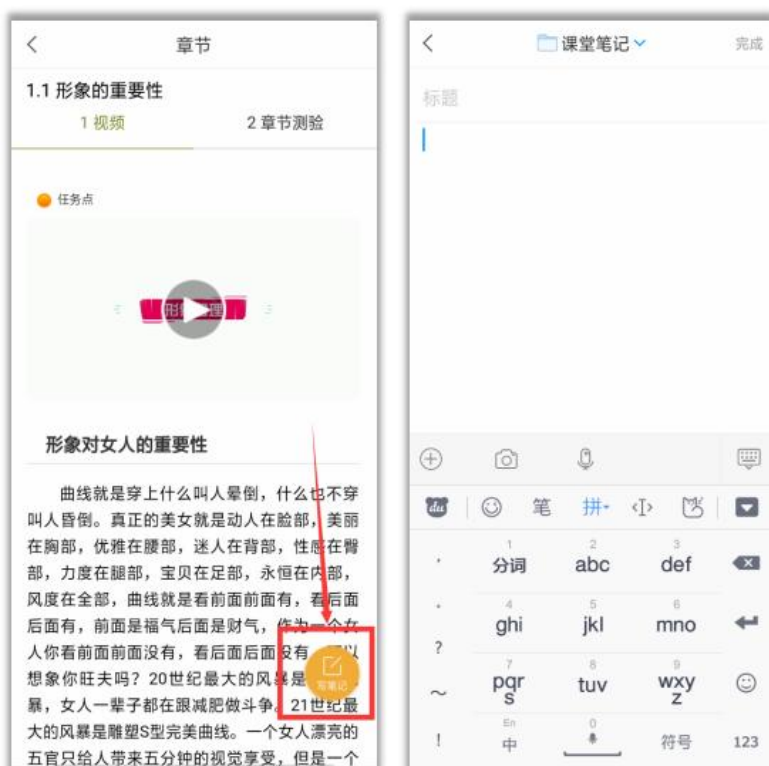 章节
1.1 形象的重要性
1 视频
2 章节测验
任务点
形象对女人的重要性
曲线就是穿上什么叫人晕倒，什么也不穿
叫人昏倒。真正的美女就是动人在脸部，美丽
在胸部，优雅在腰部，迷人在背部，性感在臀
部，力度在腿部，宝贝在足部，永恒在内部，
风度在全部，曲线就是看前面前面有，看后面
后面有，前面是福气后面是财气，作为一个女
人你看前面前面没有，看后面后面没有 以
想象你旺夫吗？20世纪最大的风暴是
暴，女人一辈子都在跟减肥做斗争 21世纪最
大的风暴是雕塑S型完美曲线。一个女人漂亮的
五官只给人带来五分钟的视觉享受，但是一个
写笔记
课堂笔记
完成
标题
du
笔
拼
1
分词
2
abc
3
def
4
ghi
5
jkl
6
mno
?
7
pqr
s
8
tuv
9
wxy
z
~
!
En
中
0
符号
123